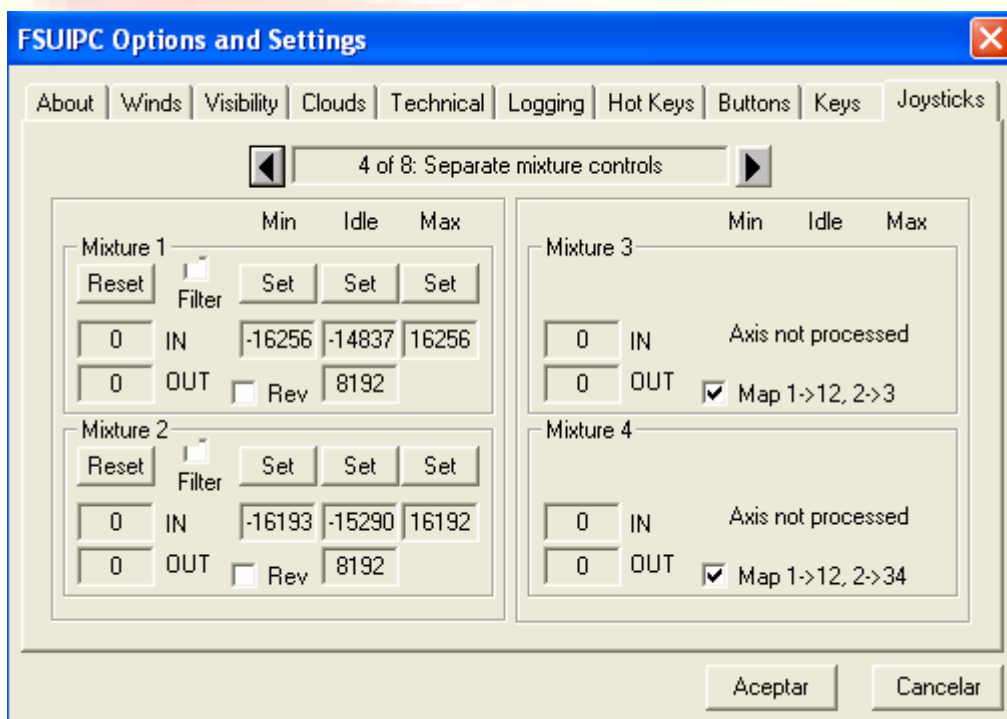 FSUIPC Options and Settings
About Winds Visibility Clouds Technical Logging Hot Keys Buttons Keys Joysticks
4 of 8: Separate mixture controls
Min Idle Max
Mixture 1
Reset Filter Set Set Set
0 IN -16256 -14837 16256
0 OUT Rev 8192
Mixture 2
Reset Filter Set Set Set
0 IN -16193 -15290 16192
0 OUT Rev 8192
Min Idle Max
Mixture 3
0 IN Axis not processed
0 OUT Map 1->12, 2->3
Mixture 4
0 IN Axis not processed
0 OUT Map 1->12, 2->34
Aceptar Cancelar